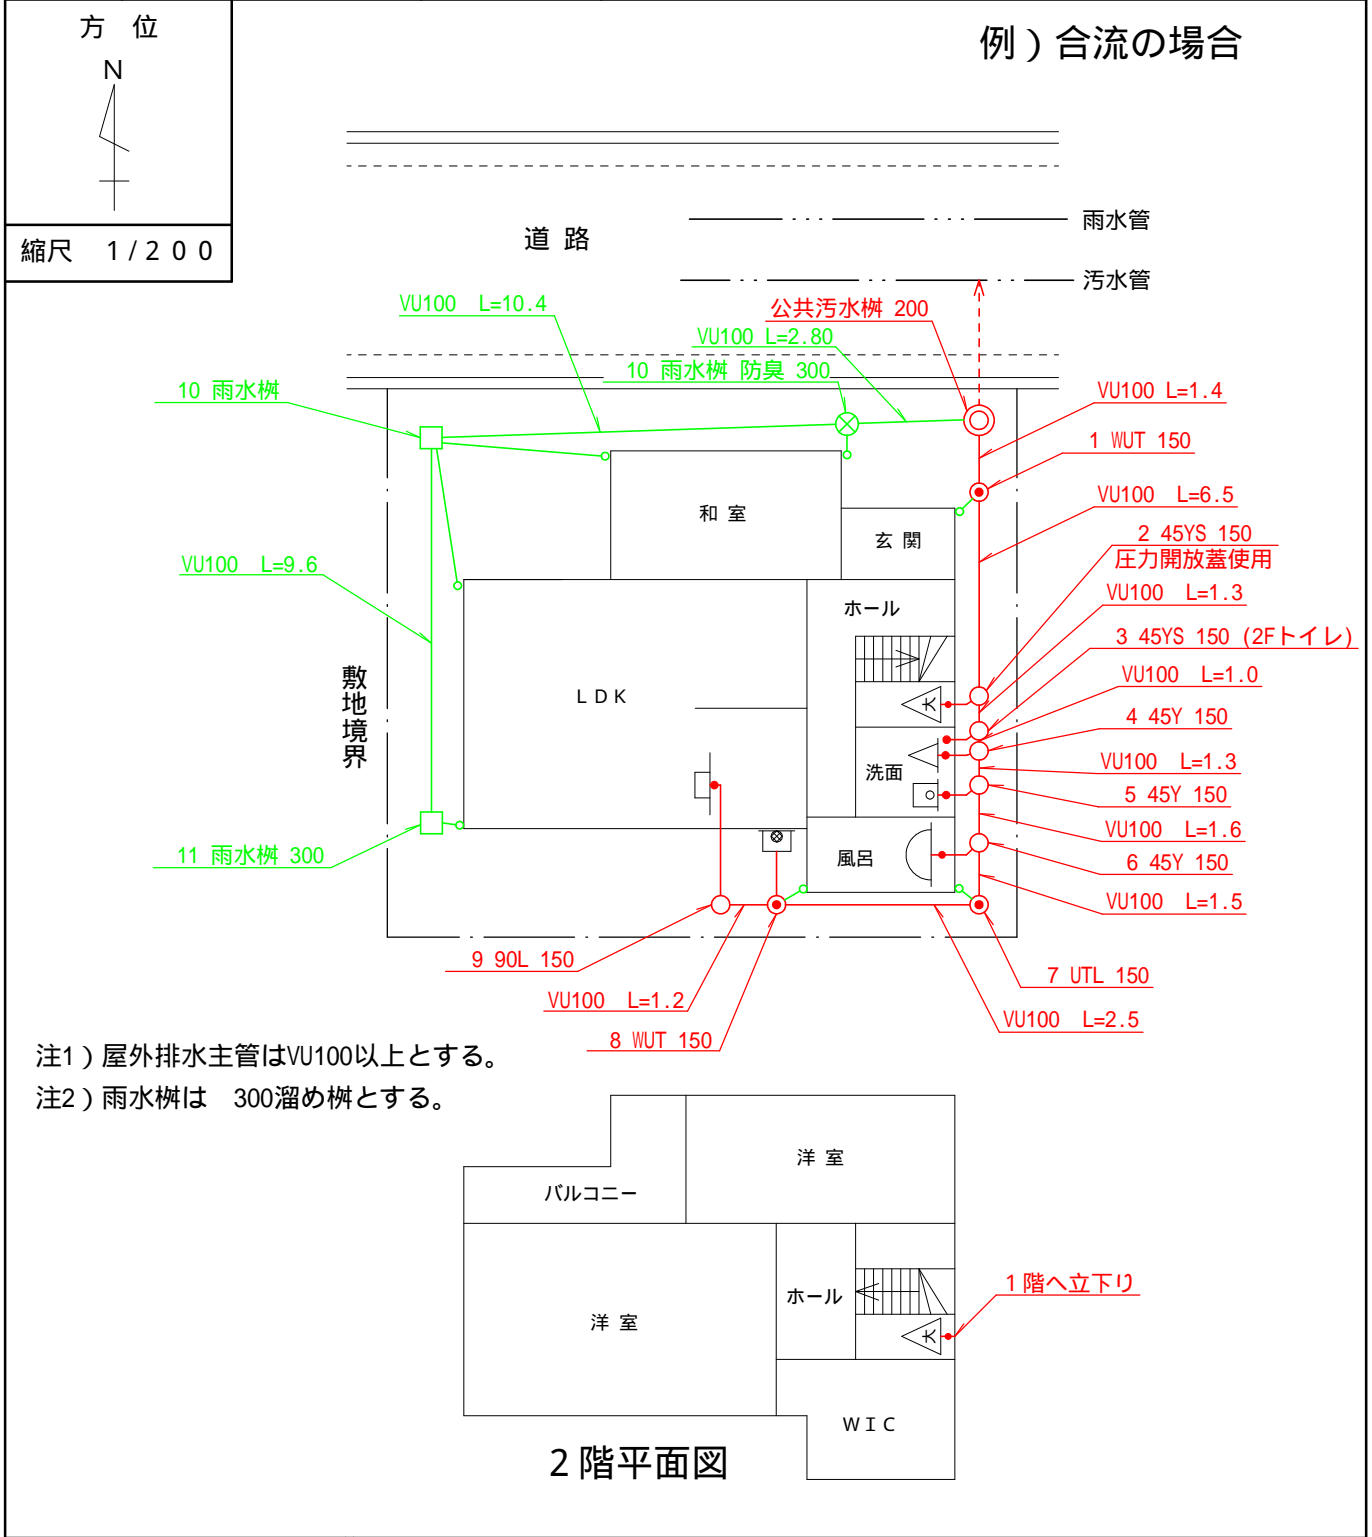 方 位
例）合流の場合
N
縮尺 1/200
道 路
雨水管
汚水管
VU100 L=10.4
公共汚水桝 200
VU100 L=2.80
10 雨水桝 防臭 300
10 雨水桝
VU100 L=1.4
1 WUT 150
VU100 L=6.5
2 45YS 150
圧力開放蓋使用
VU100 L=1.3
3 45YS 150 (2Fトイレ)
VU100 L=1.0
4 45Y 150
VU100 L=1.3
5 45Y 150
VU100 L=1.6
6 45Y 150
VU100 L=1.5
和 室
玄 関
ホール
VU100 L=9.6
敷地境界
LDK
大
洗面
風呂
11 雨水桝 300
9 90L 150
VU100 L=1.2
8 WUT 150
7 UTL 150
VU100 L=2.5
注1）屋外排水主管はVU100以上とする。
注2）雨水桝は 300溜め桝とする。
洋 室
バルコニー
ホール
1階へ立下り
洋 室
大
WIC
2階平面図